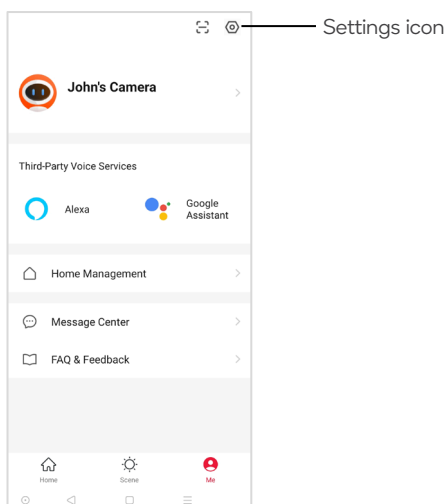 Settings icon
John's Camera
Third-Party Voice Services
Alexa
Google
Assistant
Home Management
Message Center
FAQ & Feedback
Home
Scene
Me